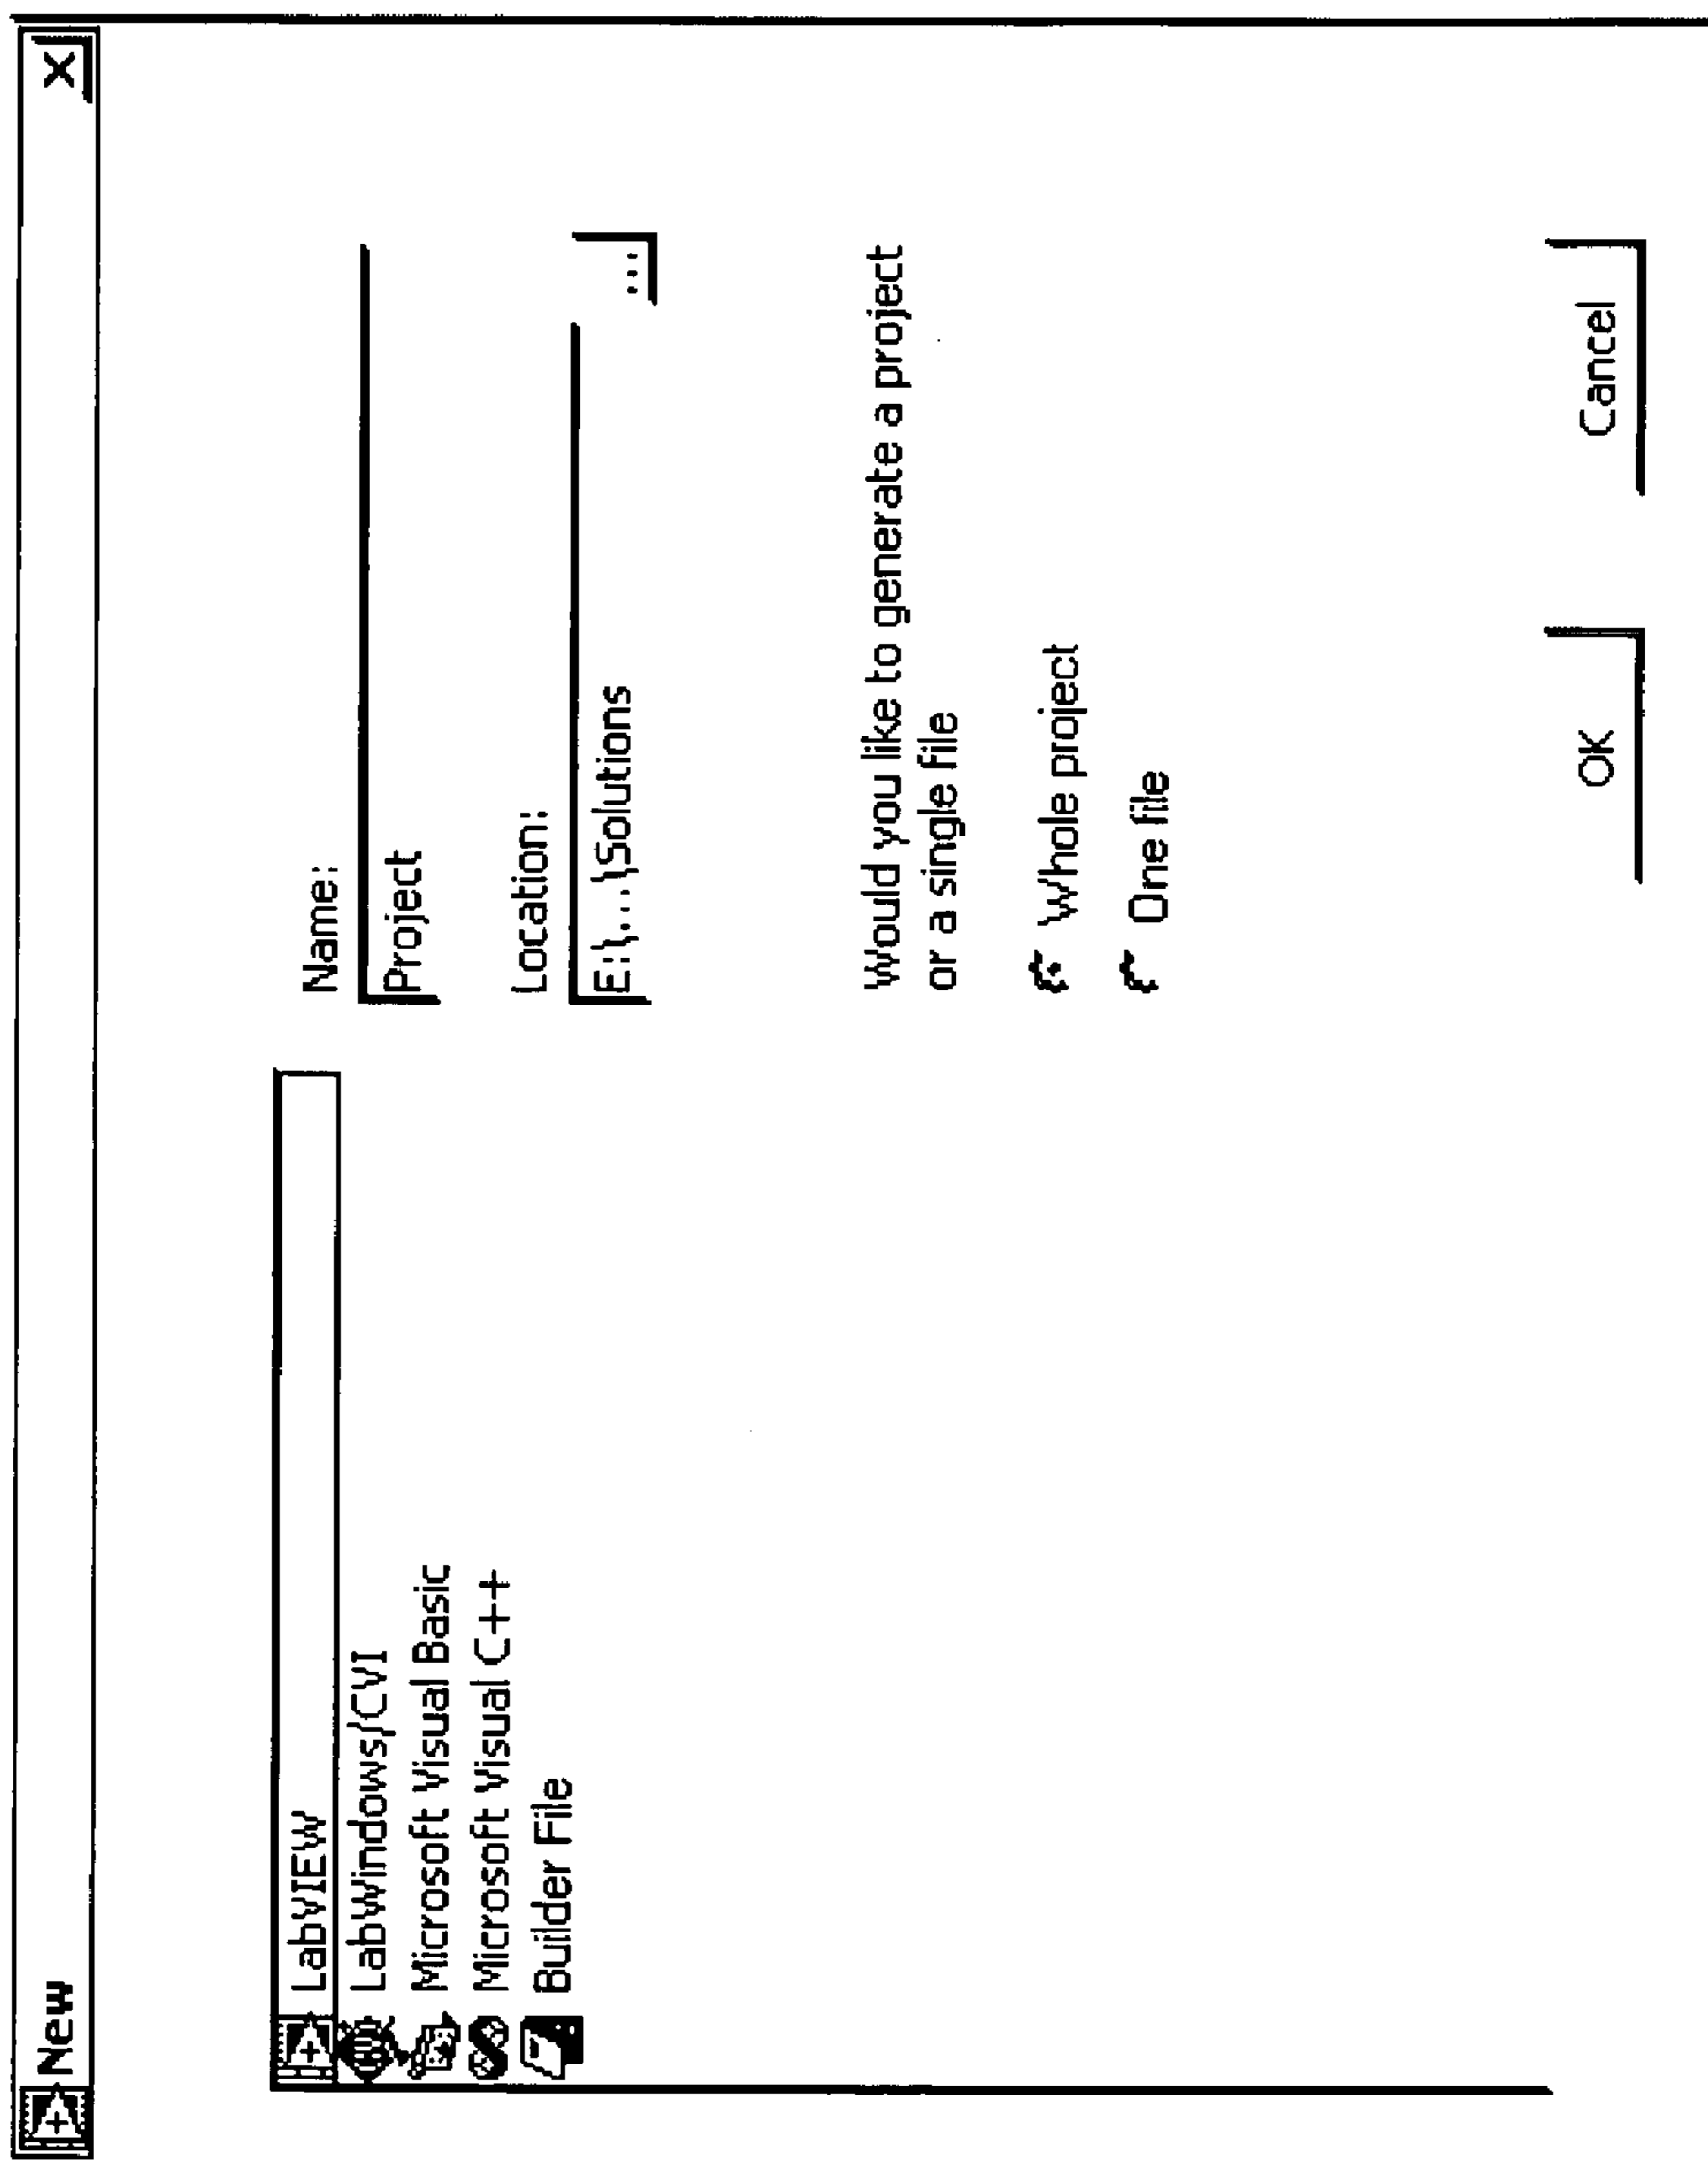 New
X
LabVIEW
LabWindows/CVI
Microsoft Visual Basic
Microsoft Visual C++
Builder File
Name:
Project
Location:
E:\...\Solutions
...
Would you like to generate a project
or a single file
Whole project
One file
OK
Cancel